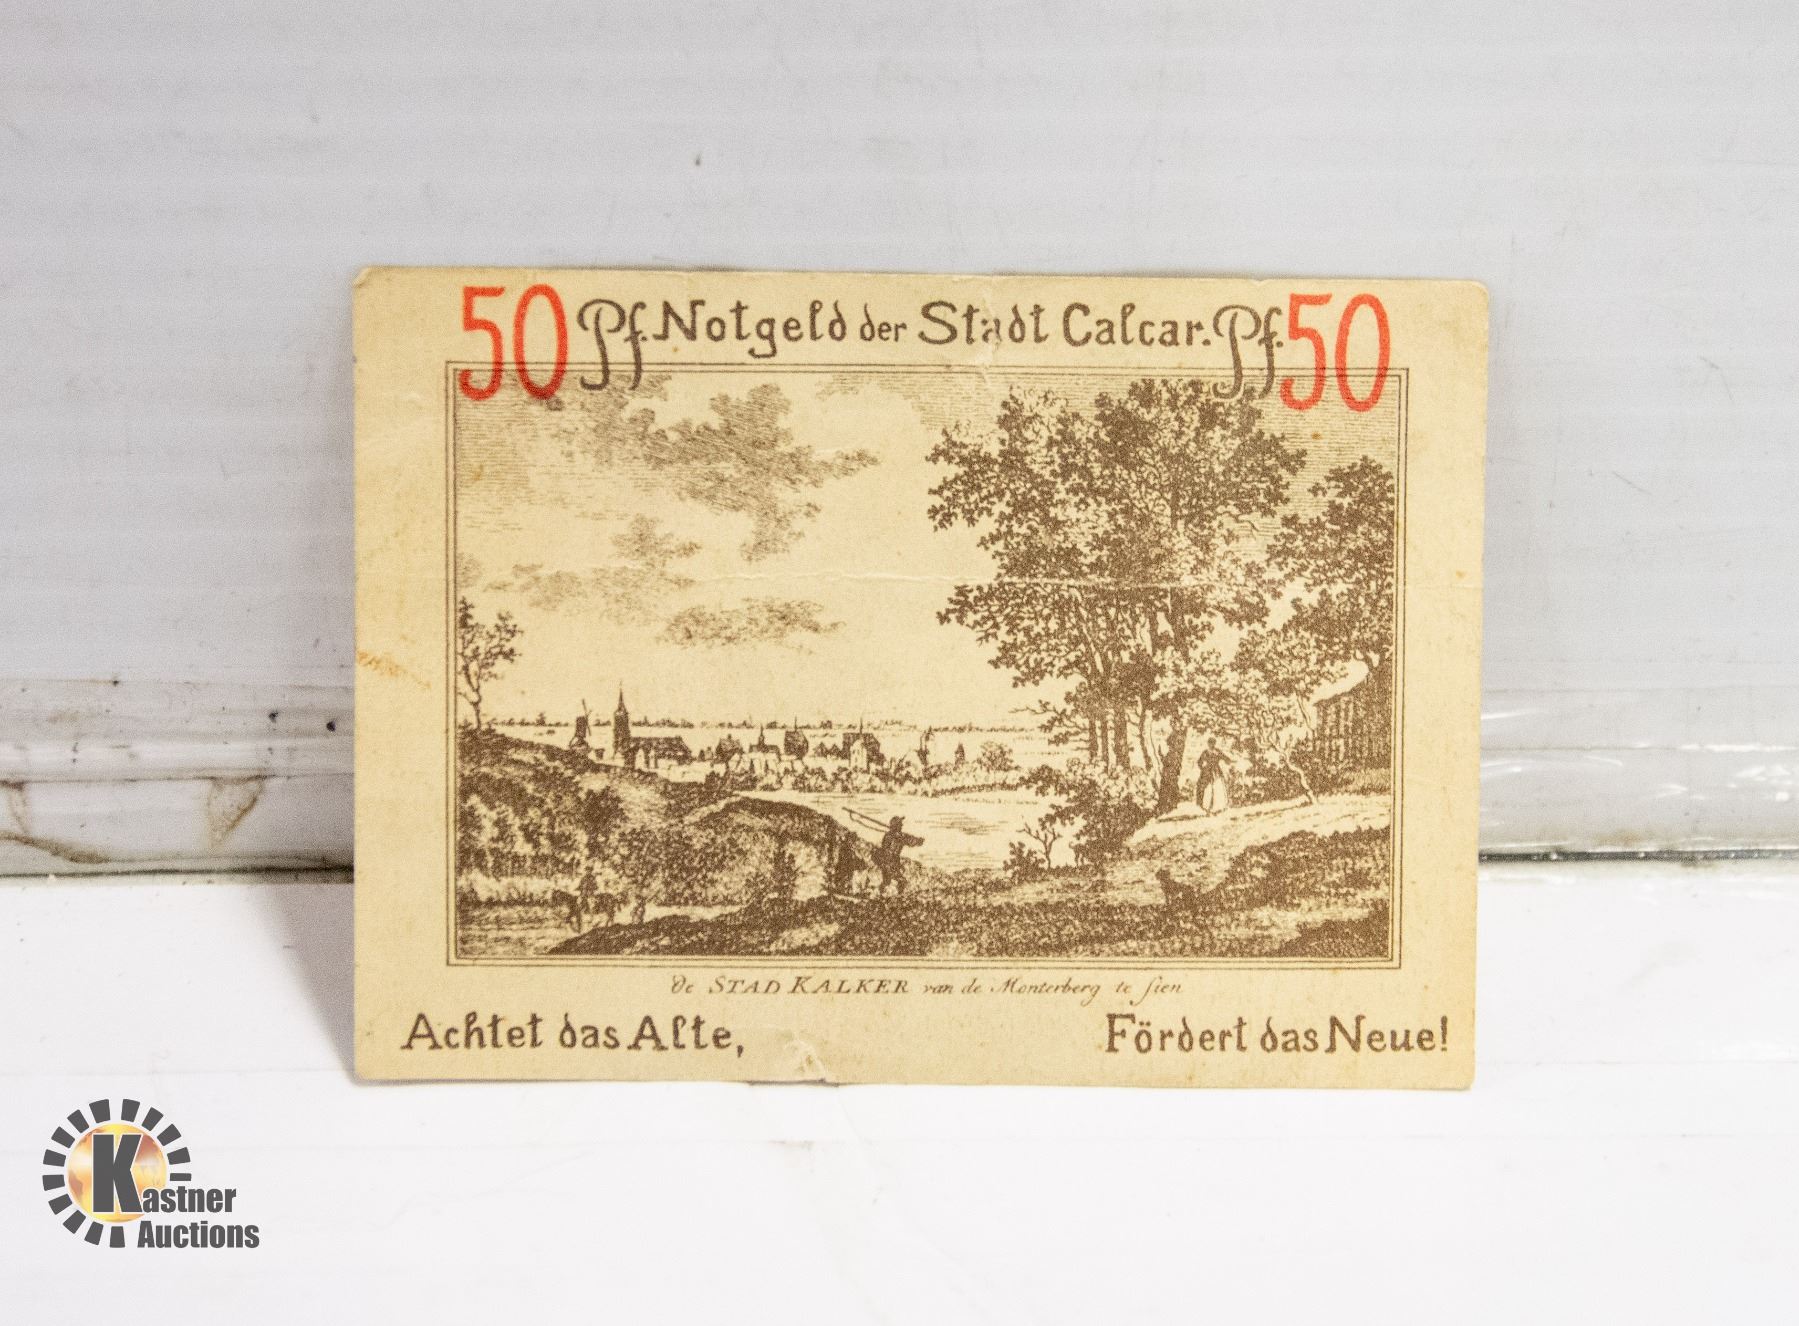 50 Pf. Notgeld der Stadt Calcar. Pf. 50
de STAD KALKER van de Monterberg te ſien
Achtet das Alte, Fördert das Neue!
Kastner
Auctions